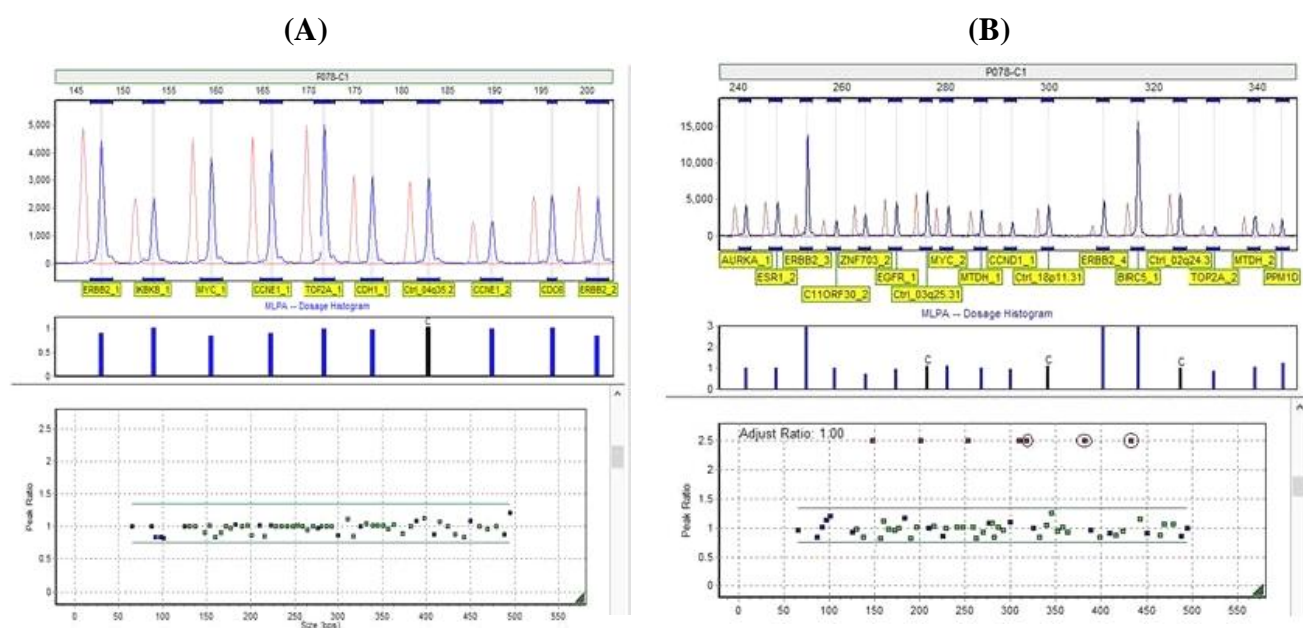 (A)
P078-C1
145 148 153 155 160 165 170 175 180 183 190 195 200
5,000
4,000
3,000
2,000
1,000
0
ERBB2_1 IKBKB_1 MYC_1 CCNE1_1 TOP2A_1 CDH1_1 Ctrl_04q35.2 CCNE1_2 CDC6 ERBB2_2
MLPA -- Dosage Histogram
C
1
0.5
0
2.5
2
1.5
1
0.5
0
Peak Ratio
0 50 100 150 200 250 300 350 400 450 500 550
Size (bps)
(B)
P078-C1
240 260 280 300 320 340
15,000
10,000
5,000
0
AURKA_1 ERBB2_3 ZNF703_2 MYC_2 CCND1_1 ERBB2_4 Ctrl_02q24.3 MTDH_2
ESR1_2 EGFR_1 MTDH_1 Ctrl_18p11.31 BIRC5_1 TOP2A_2 PPM1D
C11ORF30_2 Ctrl_03q25.31
MLPA -- Dosage Histogram
3
2
1
0
C C C
Adjust Ratio: 1.00
2.5
2
1.5
1
0.5
0
Peak Ratio
0 50 100 150 200 250 300 350 400 450 500 550